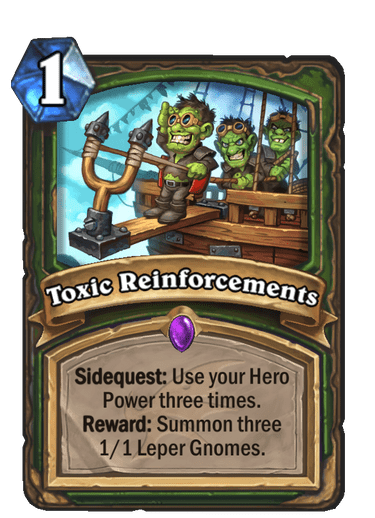 1
Toxic Reinforcements
Sidequest: Use your Hero
Power three times.
Reward: Summon three
1/1 Leper Gnomes.